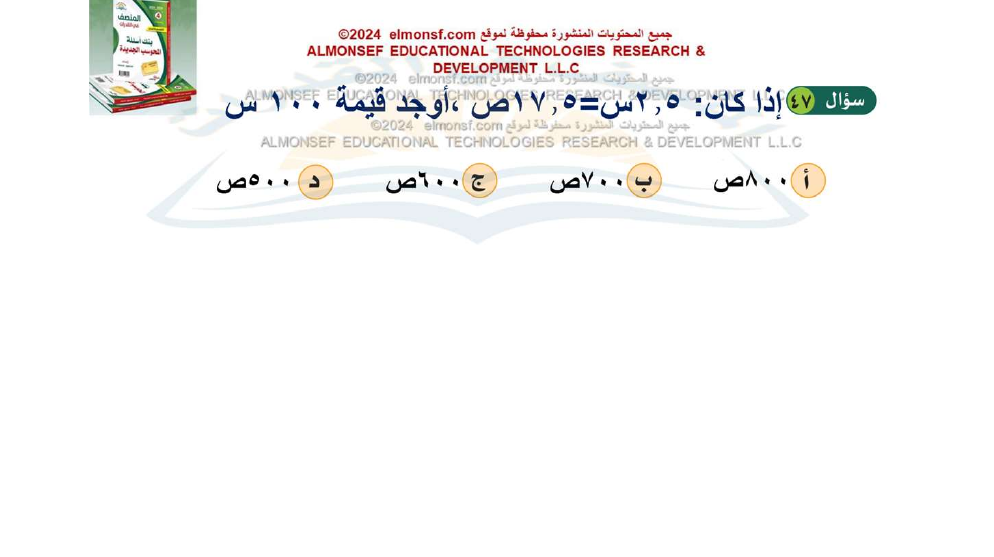 جميع المحتويات المنشورة محفوظة لموقع elmonsf.com ©2024
ALMONSEF EDUCATIONAL TECHNOLOGIES RESEARCH &
DEVELOPMENT L.L.C
جميع المحتويات المنشورة محفوظة لموقع elmonsf.com ©2024
ALMONSEF EDUCATIONAL TECHNOLOGIES RESEARCH & DEVELOPMENT L.L.C
سؤال ٤٧ إذا كان: ٢,٥س=١٧,٥ص ،أوجد قيمة ١٠٠ س
جميع المحتويات المنشورة محفوظة لموقع elmonsf.com ©2024
ALMONSEF EDUCATIONAL TECHNOLOGIES RESEARCH & DEVELOPMENT L.L.C
أ ٨٠٠ص ب ٧٠٠ص ج ٦٠٠ص د ٥٠٠ص
المنصف
بنك أسئلة
المحوسب الجديدة